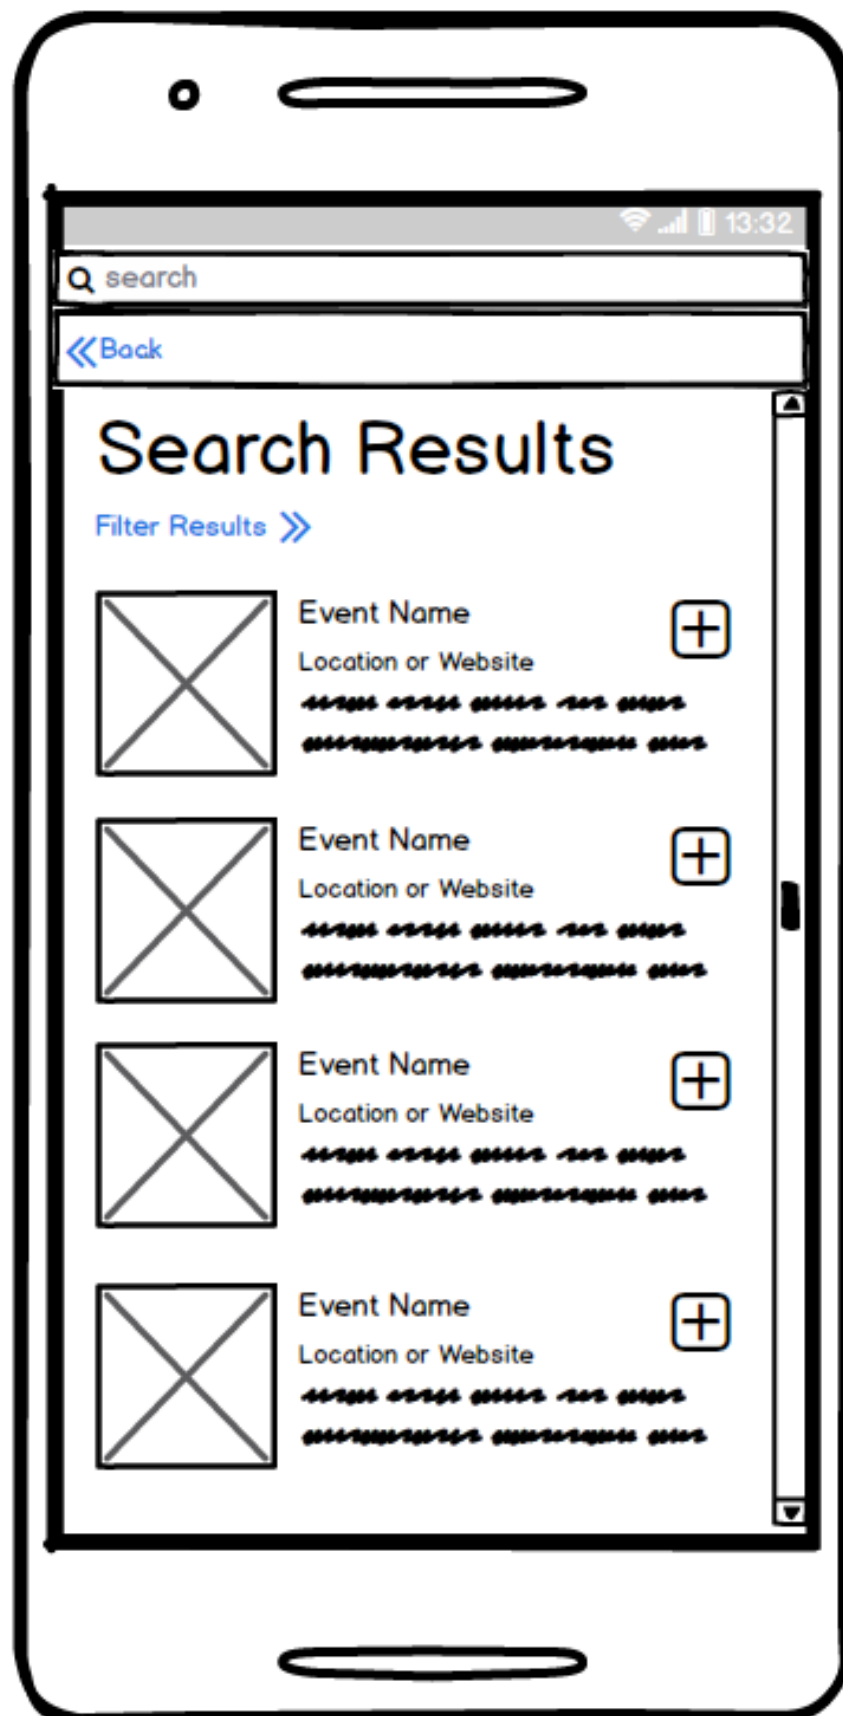 13:32
search
Back
Search Results
Filter Results
Event Name
Location or Website
Event Name
Location or Website
Event Name
Location or Website
Event Name
Location or Website